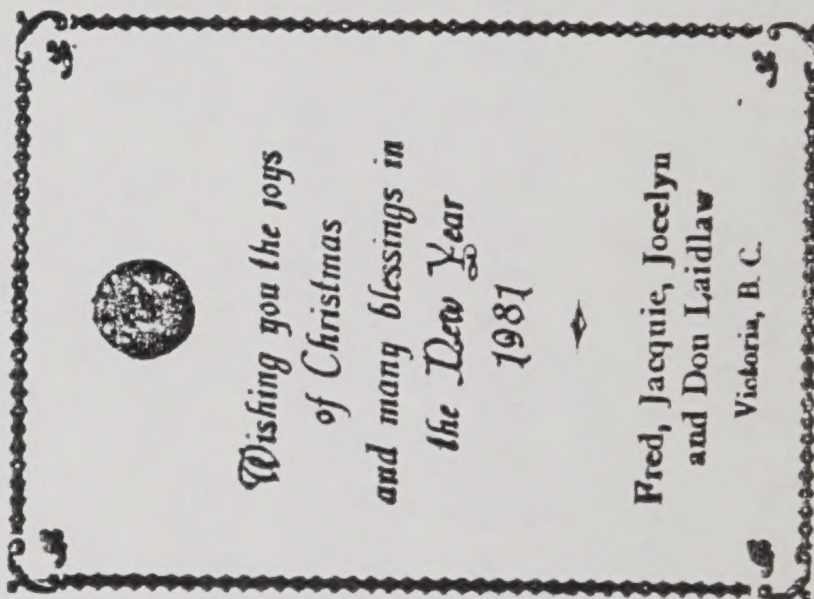 Wishing you the joys
of Christmas
and many blessings in
the New Year
1981
Fred, Jacquie, Jocelyn
and Don Laidlaw
Victoria, B. C.